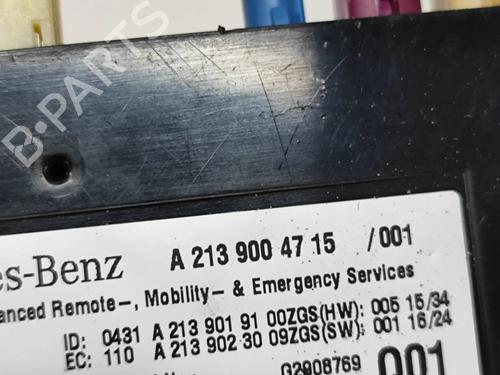 B-PARTS
es-Benz A 213 900 47 15 /001
anced Remote-, Mobility- & Emergency Services
ID: 0431 A 213 901 91 00ZGS(HW): 005 15/34
EC: 110 A 213 902 30 09ZGS(SW): 001 16/24
G2908769 001